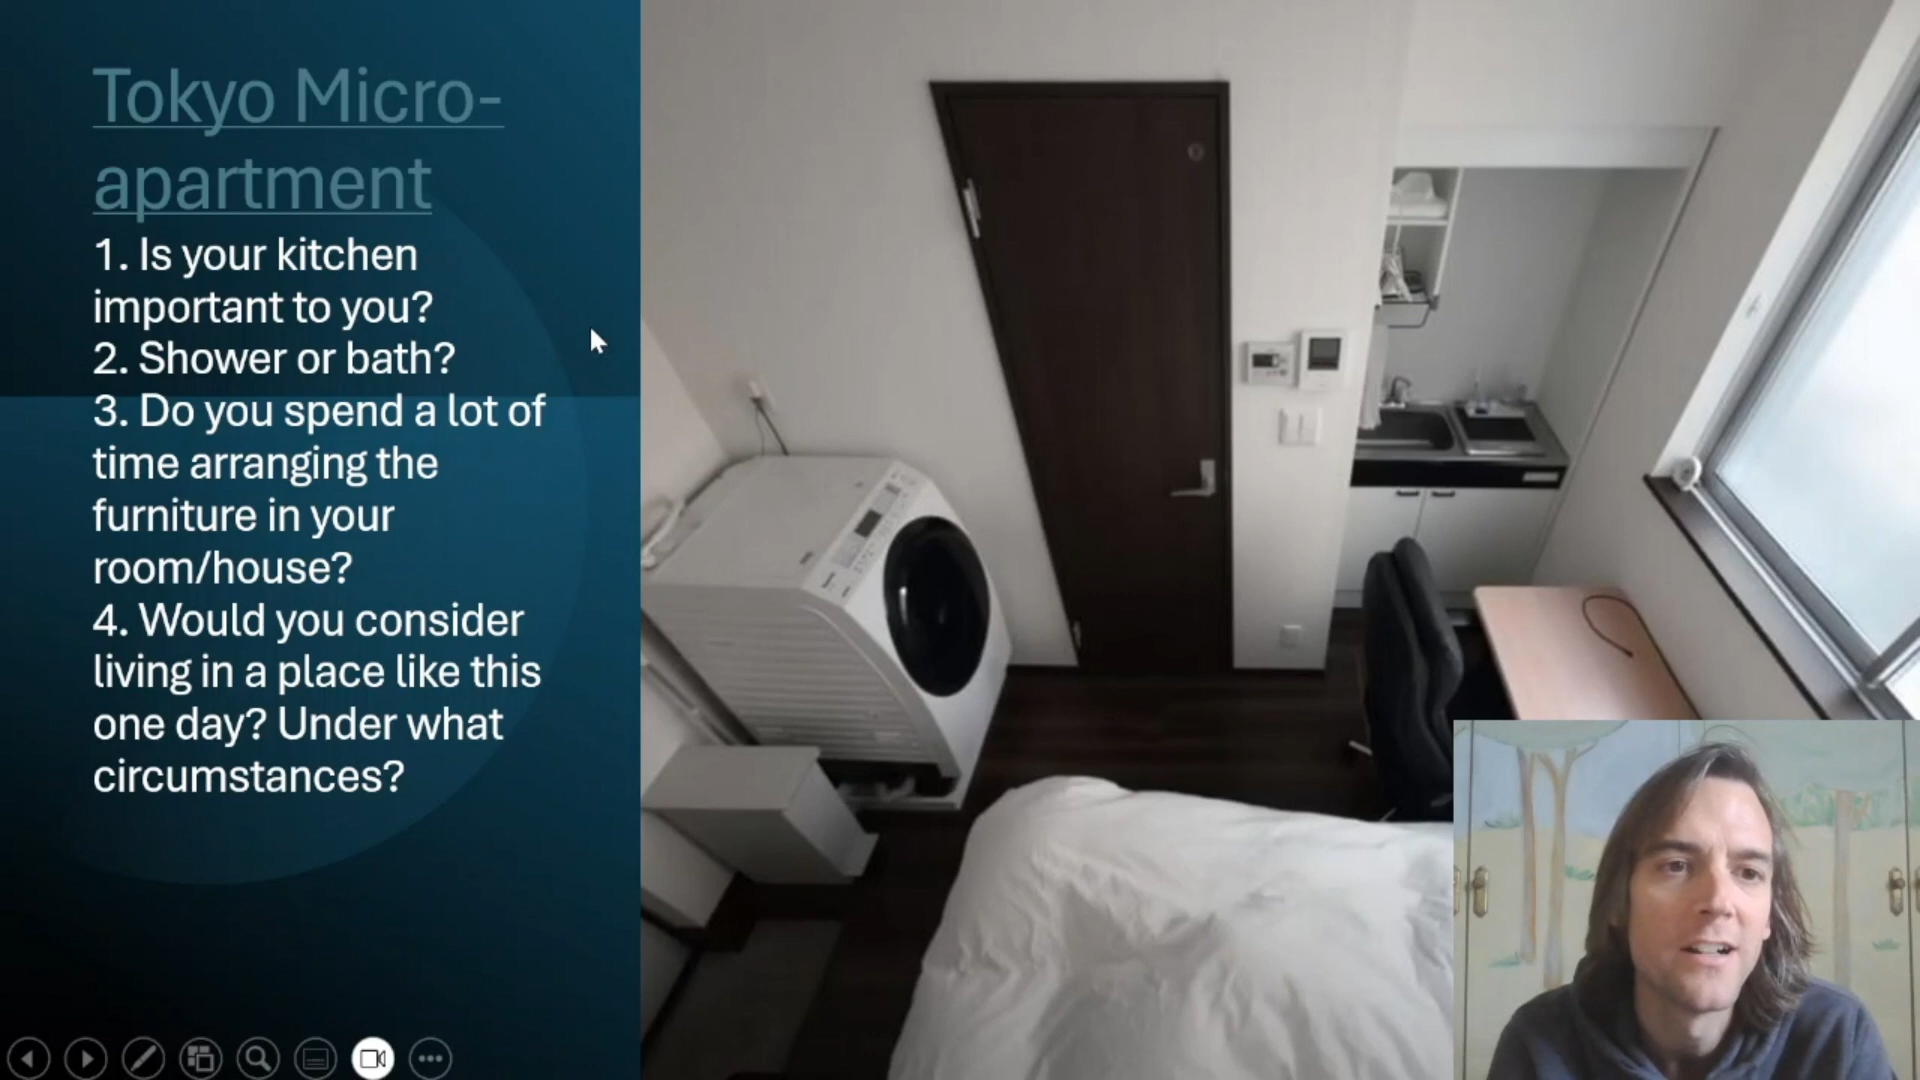 Tokyo Micro-
apartment
1. Is your kitchen
important to you?
2. Shower or bath?
3. Do you spend a lot of
time arranging the
furniture in your
room/house?
4. Would you consider
living in a place like this
one day? Under what
circumstances?